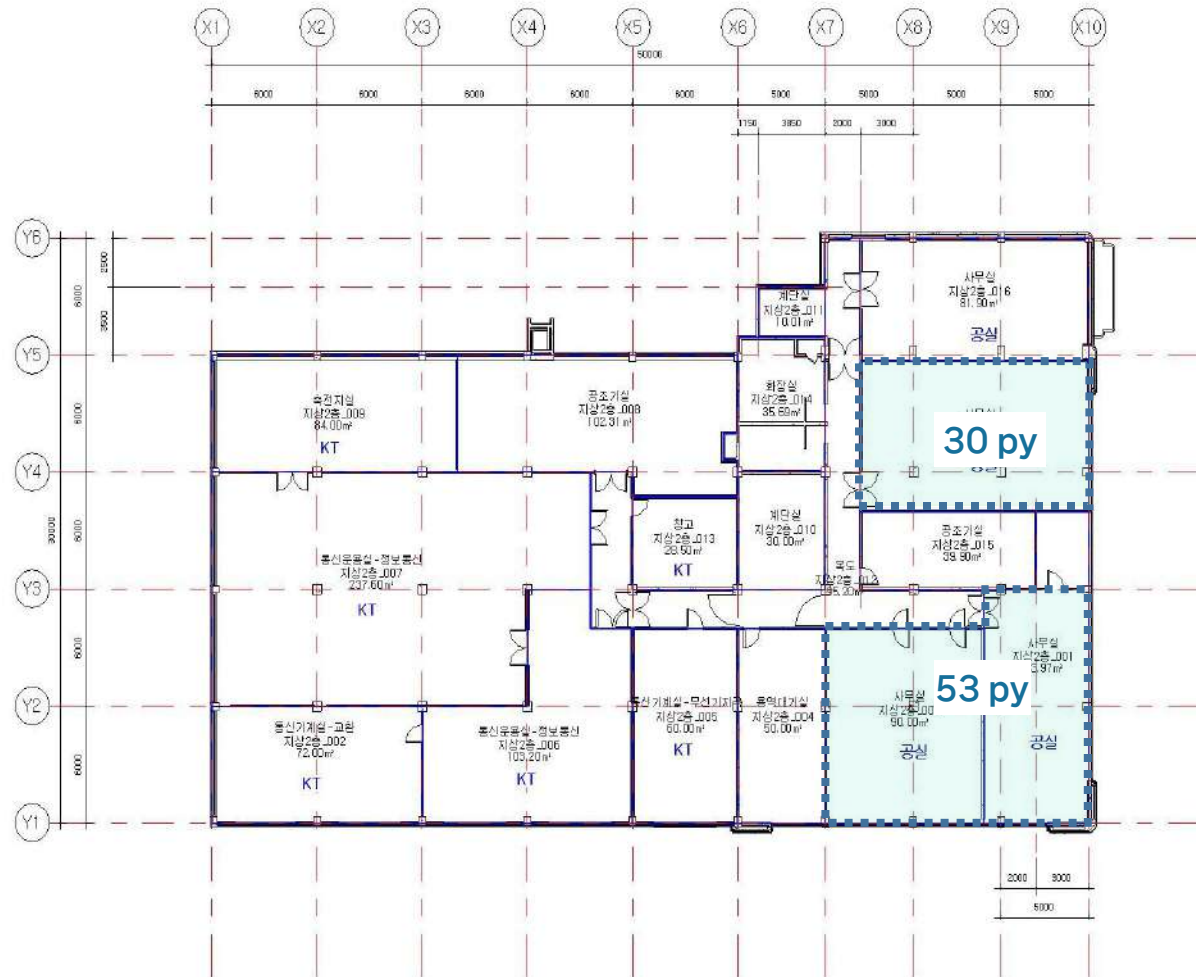 X1 X2 X3 X4 X5 X6 X7 X8 X9 X10
50000
6000 6000 6000 6000 6000 5000 5000 5000 5000
1150 3850 2000 3000
Y6
Y5
Y4
Y3
Y2
Y1
2500
3500
6000
6000
6000
6000
6000
30000
사무실
지상2층_016
81.90㎡
공실
계단실
지상2층_011
10.01㎡
축전지실
지상2층_009
84.00㎡
KT
공조기실
지상2층_008
102.31㎡
화장실
지상2층_014
35.69㎡
30 py
공실
통신운용실-정보통신
지상2층_007
237.60㎡
KT
창고
지상2층_013
28.50㎡
KT
계단실
지상2층_010
30.00㎡
공조기실
지상2층_015
39.90㎡
복도
지상2층_012
통신기계실-교환
지상2층_002
72.00㎡
KT
통신운용실-정보통신
지상2층_006
103.20㎡
KT
지상2층_005
60.00㎡
KT
용역대기실
지상2층_004
50.00㎡
사무실
90.00㎡
공실
53 py
사무실
지상2층_001
공실
2000 3000
5000